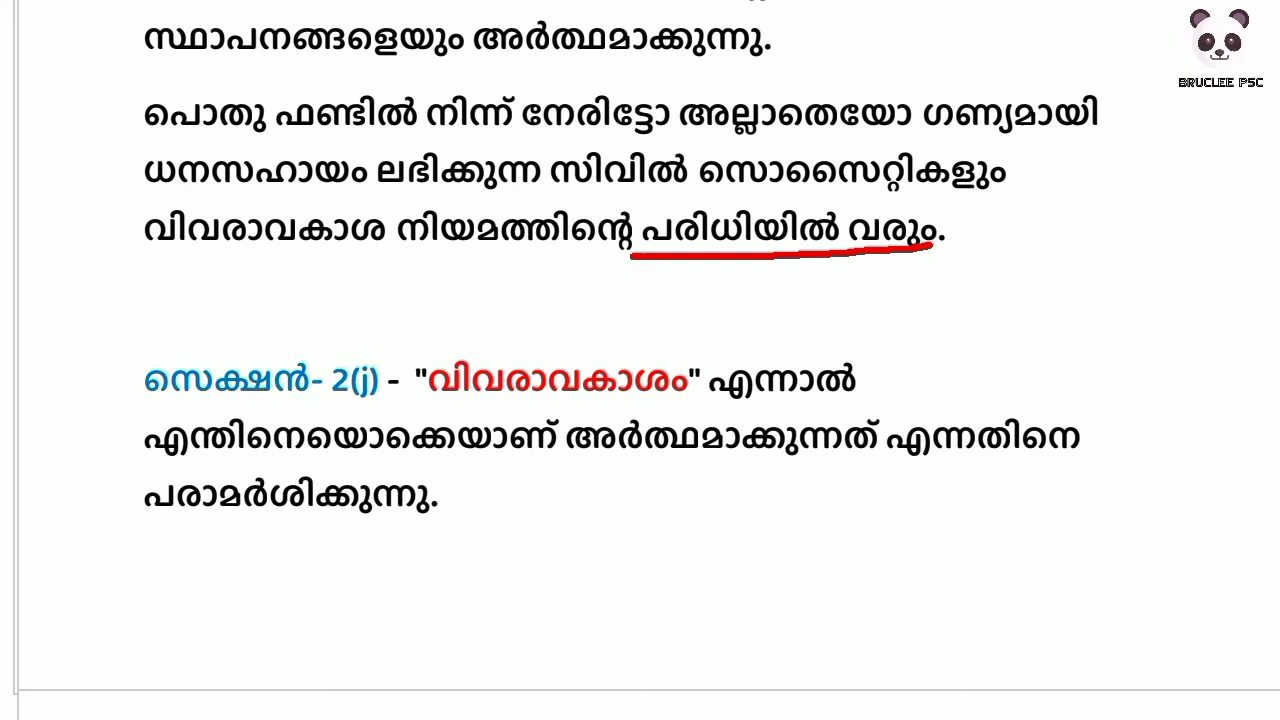 സ്ഥാപനങ്ങളെയും അർത്ഥമാക്കുന്നു.
BRUCLEE PSC
പൊതു ഫണ്ടിൽ നിന്ന് നേരിട്ടോ അല്ലാതെയോ ഗണ്യമായി
ധനസഹായം ലഭിക്കുന്ന സിവിൽ സൊസൈറ്റികളും
വിവരാവകാശ നിയമത്തിന്റെ പരിധിയിൽ വരും.
സെക്ഷൻ- 2(j) - "വിവരാവകാശം" എന്നാൽ
എന്തിനെയൊക്കെയാണ് അർത്ഥമാക്കുന്നത് എന്നതിനെ
പരാമർശിക്കുന്നു.